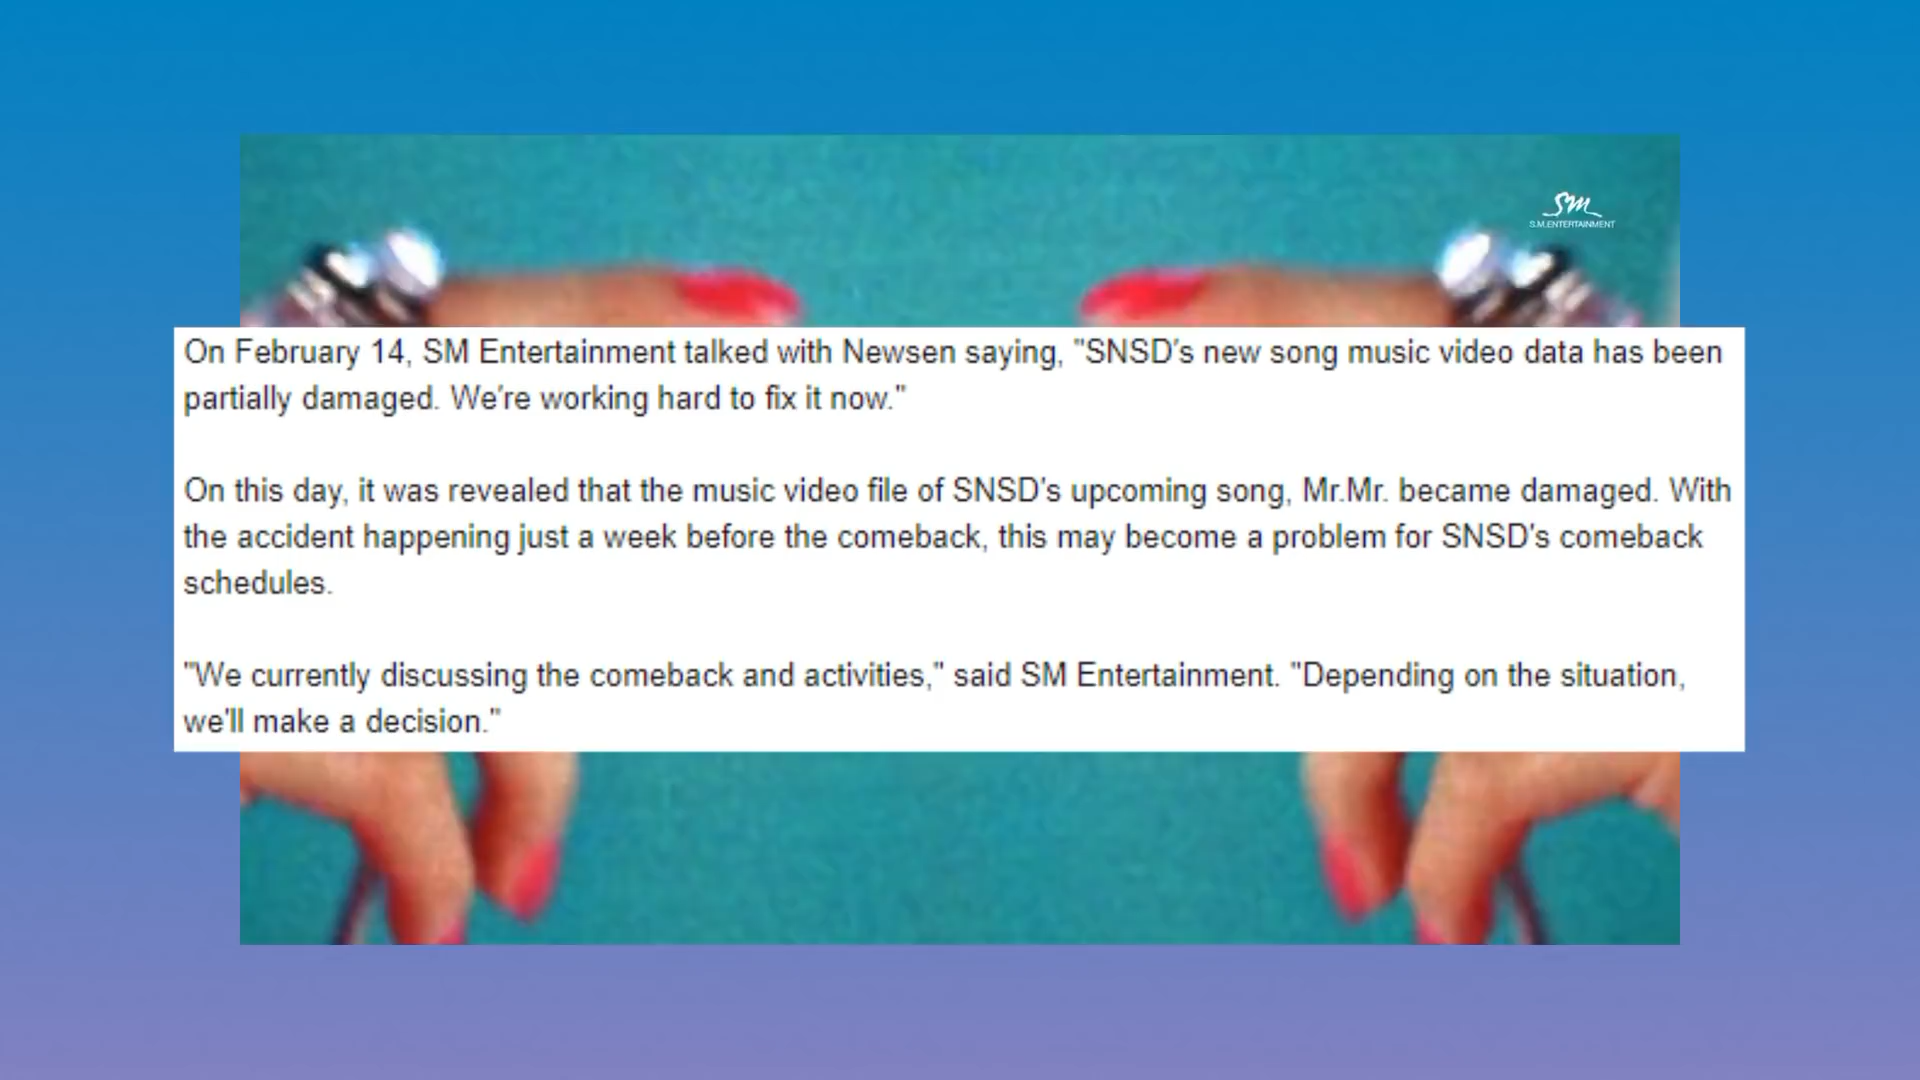 SM
S.M.ENTERTAINMENT
On February 14, SM Entertainment talked with Newsen saying, "SNSD's new song music video data has been
partially damaged. We're working hard to fix it now."
On this day, it was revealed that the music video file of SNSD's upcoming song, Mr.Mr. became damaged. With
the accident happening just a week before the comeback, this may become a problem for SNSD's comeback
schedules.
"We currently discussing the comeback and activities," said SM Entertainment. "Depending on the situation,
we'll make a decision."